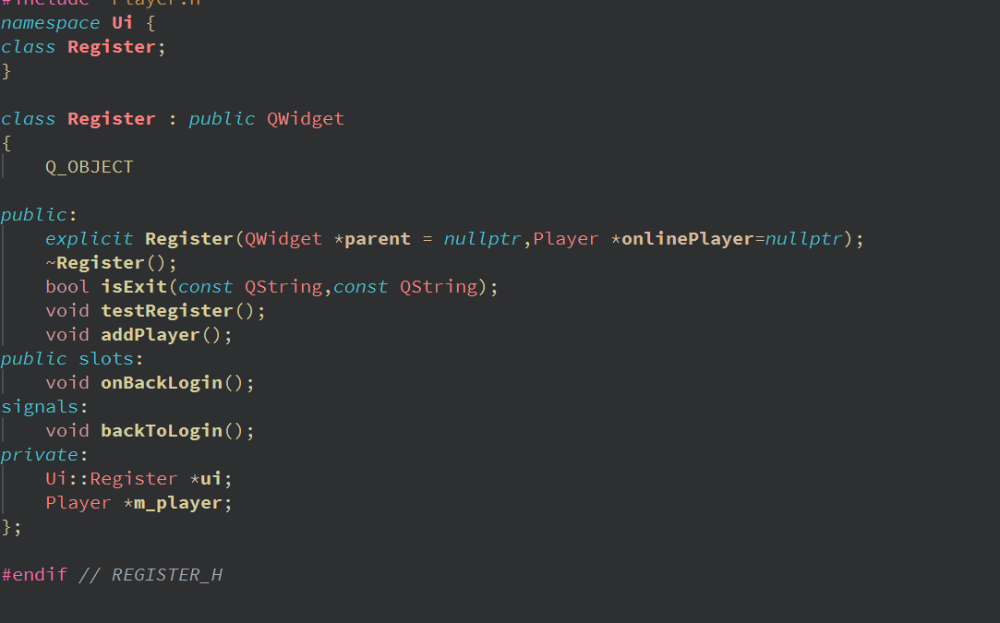 #include "Player.h"
namespace Ui {
class Register;
}
class Register : public QWidget
{
Q_OBJECT
public:
explicit Register(QWidget *parent = nullptr,Player *onlinePlayer=nullptr);
~Register();
bool isExit(const QString,const QString);
void testRegister();
void addPlayer();
public slots:
void onBackLogin();
signals:
void backToLogin();
private:
Ui::Register *ui;
Player *m_player;
};
#endif // REGISTER_H